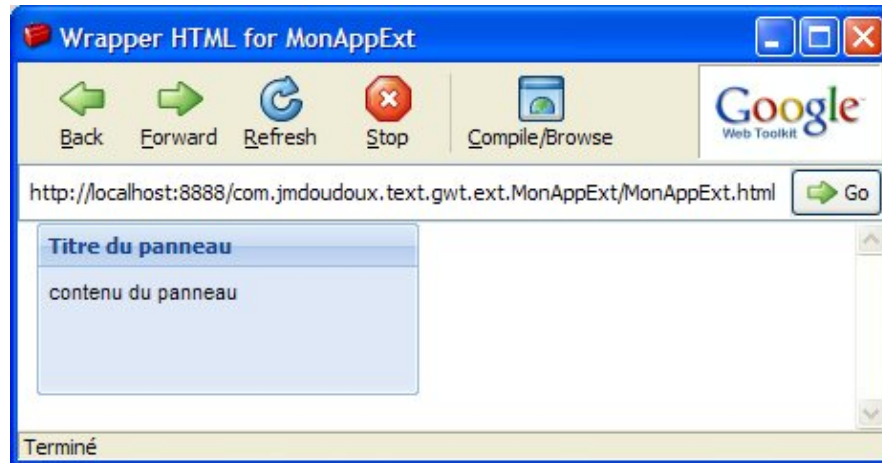 Wrapper HTML for MonAppExt
Back Forward Refresh Stop Compile/Browse
Google
Web Toolkit
http://localhost:8888/com.jmdoudoux.text.gwt.ext.MonAppExt/MonAppExt.html Go
Titre du panneau
contenu du panneau
Terminé